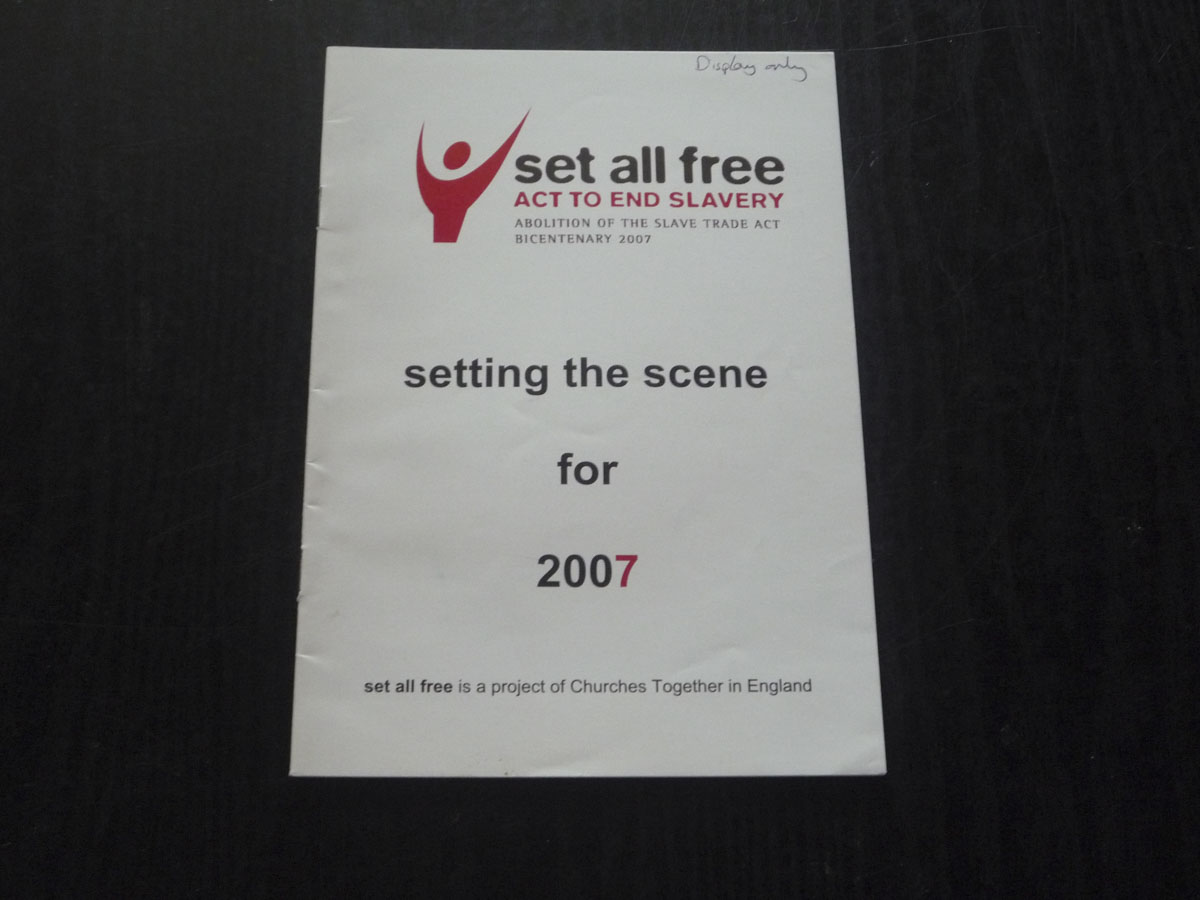 Display only
set all free
ACT TO END SLAVERY
ABOLITION OF THE SLAVE TRADE ACT
BICENTENARY 2007
setting the scene
for
2007
set all free is a project of Churches Together in England